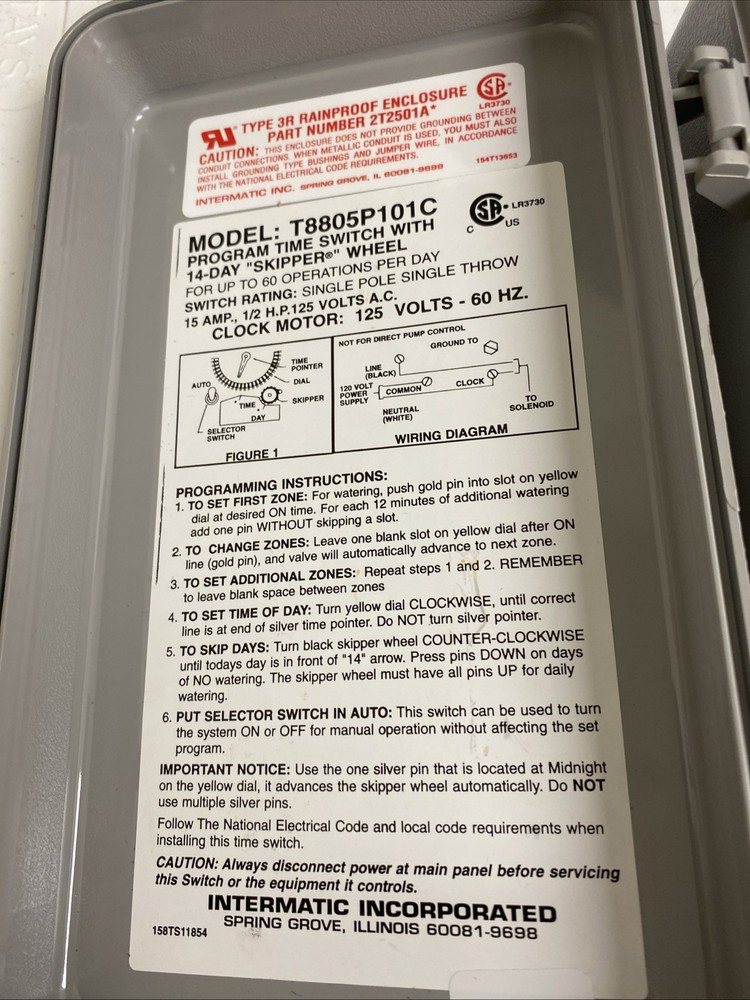 TYPE 3R RAINPROOF ENCLOSURE
PART NUMBER 2T2501A*
LR3730
CAUTION: THIS ENCLOSURE DOES NOT PROVIDE GROUNDING BETWEEN
CONDUIT CONNECTIONS. WHEN METALLIC CONDUIT IS USED, YOU MUST ALSO
INSTALL GROUNDING TYPE BUSHINGS AND JUMPER WIRE, IN ACCORDANCE
WITH THE NATIONAL ELECTRICAL CODE REQUIREMENTS.
154T13653
INTERMATIC INC. SPRING GROVE, IL 60081-9698
MODEL: T8805P101C
C SA US LR3730
PROGRAM TIME SWITCH WITH
14-DAY "SKIPPER®" WHEEL
FOR UP TO 60 OPERATIONS PER DAY
SWITCH RATING: SINGLE POLE SINGLE THROW
15 AMP., 1/2 H.P.125 VOLTS A.C.
CLOCK MOTOR: 125 VOLTS - 60 HZ.
TIME
POINTER
DIAL
AUTO
SKIPPER
TIME
DAY
SELECTOR
SWITCH
FIGURE 1
NOT FOR DIRECT PUMP CONTROL
GROUND TO
LINE
(BLACK)
120 VOLT
POWER
SUPPLY
COMMON
CLOCK
NEUTRAL
(WHITE)
TO
SOLENOID
WIRING DIAGRAM
PROGRAMMING INSTRUCTIONS:
1. TO SET FIRST ZONE: For watering, push gold pin into slot on yellow
dial at desired ON time. For each 12 minutes of additional watering
add one pin WITHOUT skipping a slot.
2. TO CHANGE ZONES: Leave one blank slot on yellow dial after ON
line (gold pin), and valve will automatically advance to next zone.
3. TO SET ADDITIONAL ZONES: Repeat steps 1 and 2. REMEMBER
to leave blank space between zones
4. TO SET TIME OF DAY: Turn yellow dial CLOCKWISE, until correct
line is at end of silver time pointer. Do NOT turn silver pointer.
5. TO SKIP DAYS: Turn black skipper wheel COUNTER-CLOCKWISE
until todays day is in front of "14" arrow. Press pins DOWN on days
of NO watering. The skipper wheel must have all pins UP for daily
watering.
6. PUT SELECTOR SWITCH IN AUTO: This switch can be used to turn
the system ON or OFF for manual operation without affecting the set
program.
IMPORTANT NOTICE: Use the one silver pin that is located at Midnight
on the yellow dial, it advances the skipper wheel automatically. Do NOT
use multiple silver pins.
Follow The National Electrical Code and local code requirements when
installing this time switch.
CAUTION: Always disconnect power at main panel before servicing
this Switch or the equipment it controls.
INTERMATIC INCORPORATED
SPRING GROVE, ILLINOIS 60081-9698
158TS11854